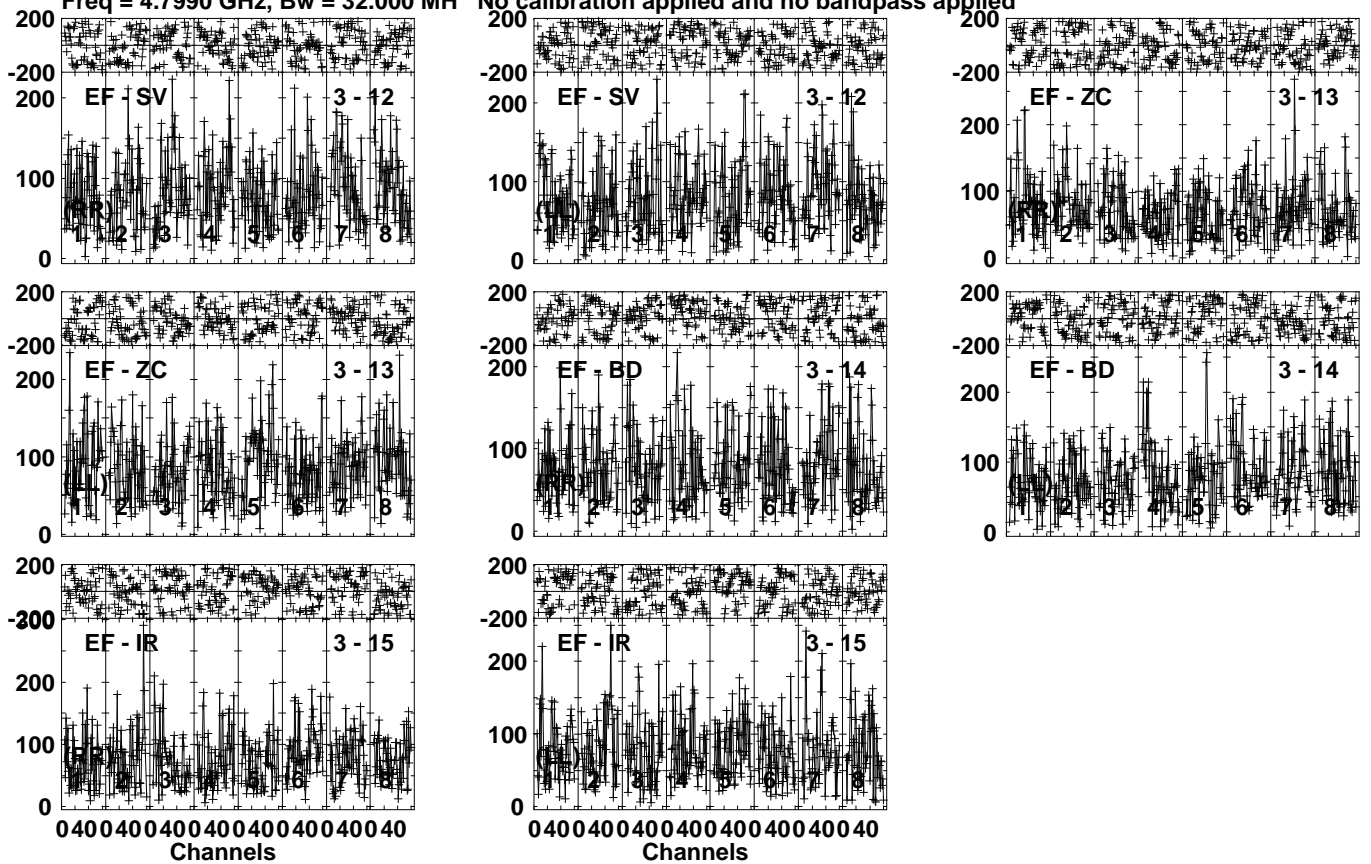 Freq = 4.7990 GHz, Bw = 32.000 MH   No calibration applied and no bandpass applied
200
-200
200
100
0
EF - SV 3 - 12
(RR)
1 2 3 4 5 6 7 8
200
-200
200
100
0
EF - SV 3 - 12
(LL)
1 2 3 4 5 6 7 8
200
-200
200
100
0
EF - ZC 3 - 13
(RR)
1 2 3 4 5 6 7 8
200
-200
200
100
0
EF - ZC 3 - 13
(LL)
1 2 3 4 5 6 7 8
200
-200
200
100
0
EF - BD 3 - 14
(RR)
1 2 3 4 5 6 7 8
200
-200
200
100
0
EF - BD 3 - 14
(LL)
1 2 3 4 5 6 7 8
200
-200
300
200
100
0
EF - IR 3 - 15
(RR)
1 2 3 4 5 6 7 8
0 40 0 40 0 40 0 40 0 40 0 40 0 40 0 40
Channels
200
-200
200
100
0
EF - IR 3 - 15
(LL)
1 2 3 4 5 6 7 8
0 40 0 40 0 40 0 40 0 40 0 40 0 40 0 40
Channels